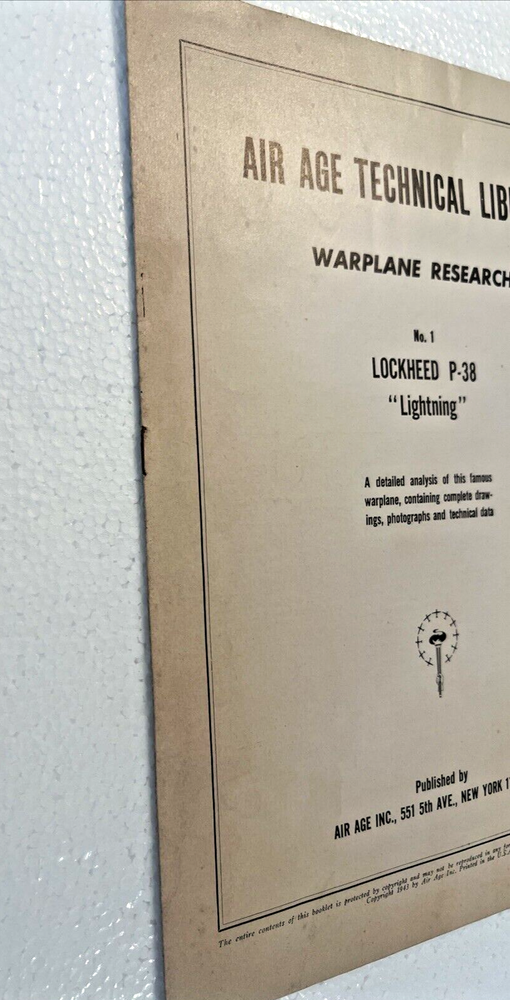 AIR AGE TECHNICAL LIB
WARPLANE RESEARCH
No. 1
LOCKHEED P-38
“Lightning”
A detailed analysis of this famous
warplane, containing complete draw-
ings, photographs and technical data
Published by
AIR AGE INC., 551 5th AVE., NEW YORK 1
The entire contents of this booklet is protected by copyright and may not be reproduced in any
Copyright 1943 by Air Age Inc. Printed in the U.S.A.